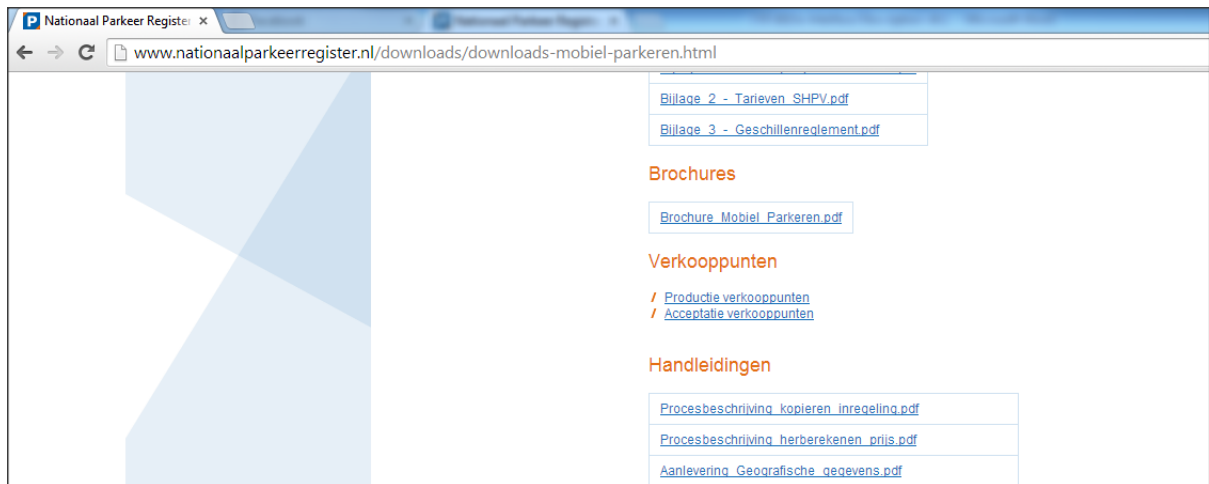 P Nationaal Parkeer Register
www.nationaalparkeerregister.nl/downloads/downloads-mobiel-parkeren.html
Bijlage_2_-_Tarieven_SHPV.pdf
Bijlage_3_-_Geschillenreglement.pdf
Brochures
Brochure_Mobiel_Parkeren.pdf
Verkooppunten
/ Productie verkooppunten
/ Acceptatie verkooppunten
Handleidingen
Procesbeschrijving_kopieren_inregeling.pdf
Procesbeschrijving_herberekenen_prijs.pdf
Aanlevering_Geografische_gegevens.pdf